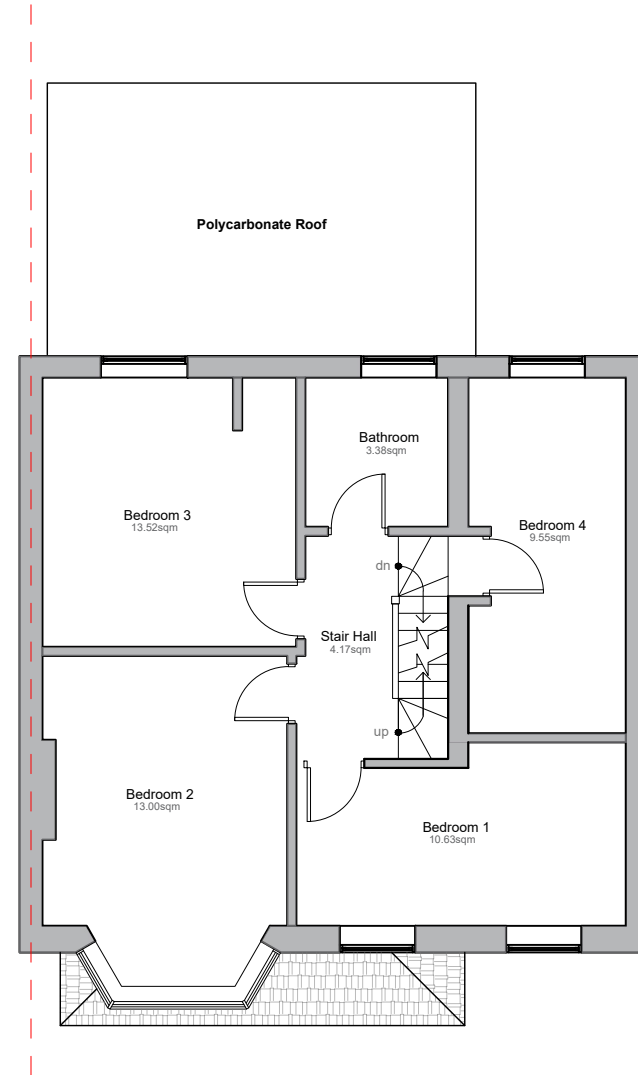 Polycarbonate Roof
Bathroom
3.38sqm
Bedroom 3
13.52sqm
Bedroom 4
9.55sqm
dn
Stair Hall
4.17sqm
up
Bedroom 2
13.00sqm
Bedroom 1
10.63sqm